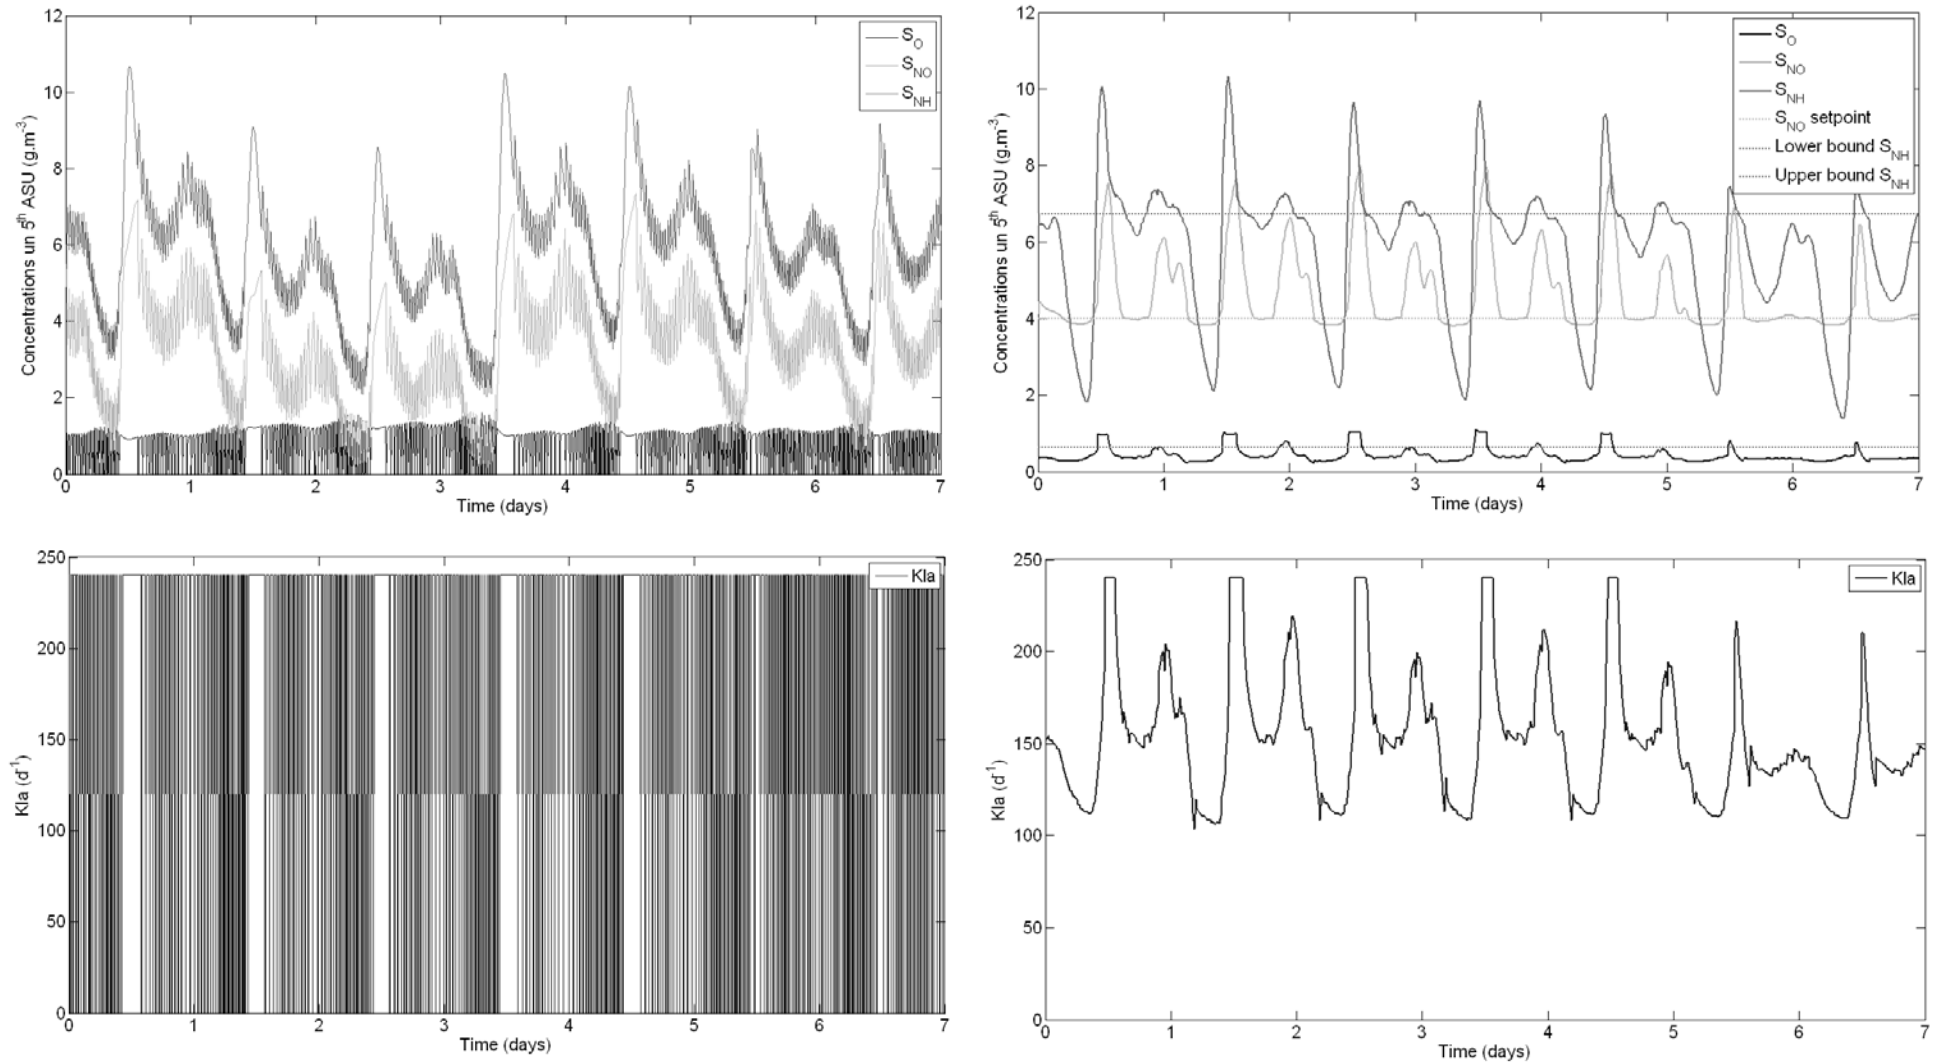 12
10
8
6
4
2
0
Concentrations un 5th ASU (g.m-3)
SO
SNO
SNH
0 1 2 3 4 5 6 7
Time (days)
12
10
8
6
4
2
0
Concentrations un 5th ASU (g.m-3)
SO
SNO
SNH
SNO setpoint
Lower bound SNH
Upper bound SNH
0 1 2 3 4 5 6 7
Time (days)
250
200
150
100
50
0
Kla (d-1)
Kla
0 1 2 3 4 5 6 7
Time (days)
250
200
150
100
50
0
Kla (d-1)
Kla
0 1 2 3 4 5 6 7
Time (days)